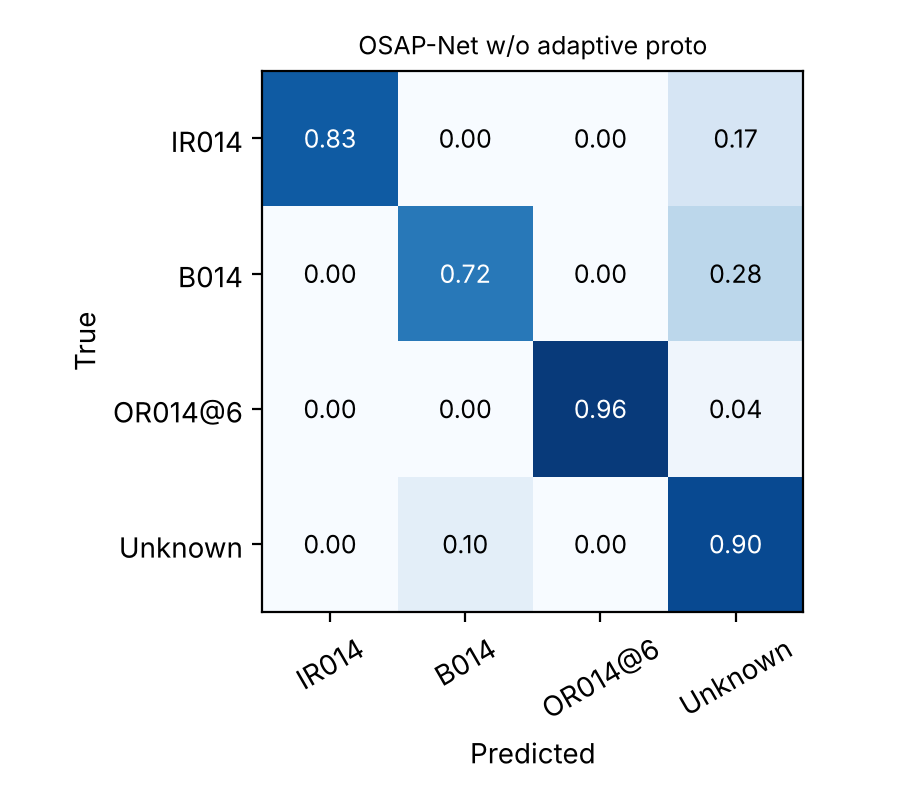 OSAP-Net w/o adaptive proto
True
IR014 0.83 0.00 0.00 0.17
B014 0.00 0.72 0.00 0.28
OR014@6 0.00 0.00 0.96 0.04
Unknown 0.00 0.10 0.00 0.90
IR014 B014 OR014@6 Unknown
Predicted